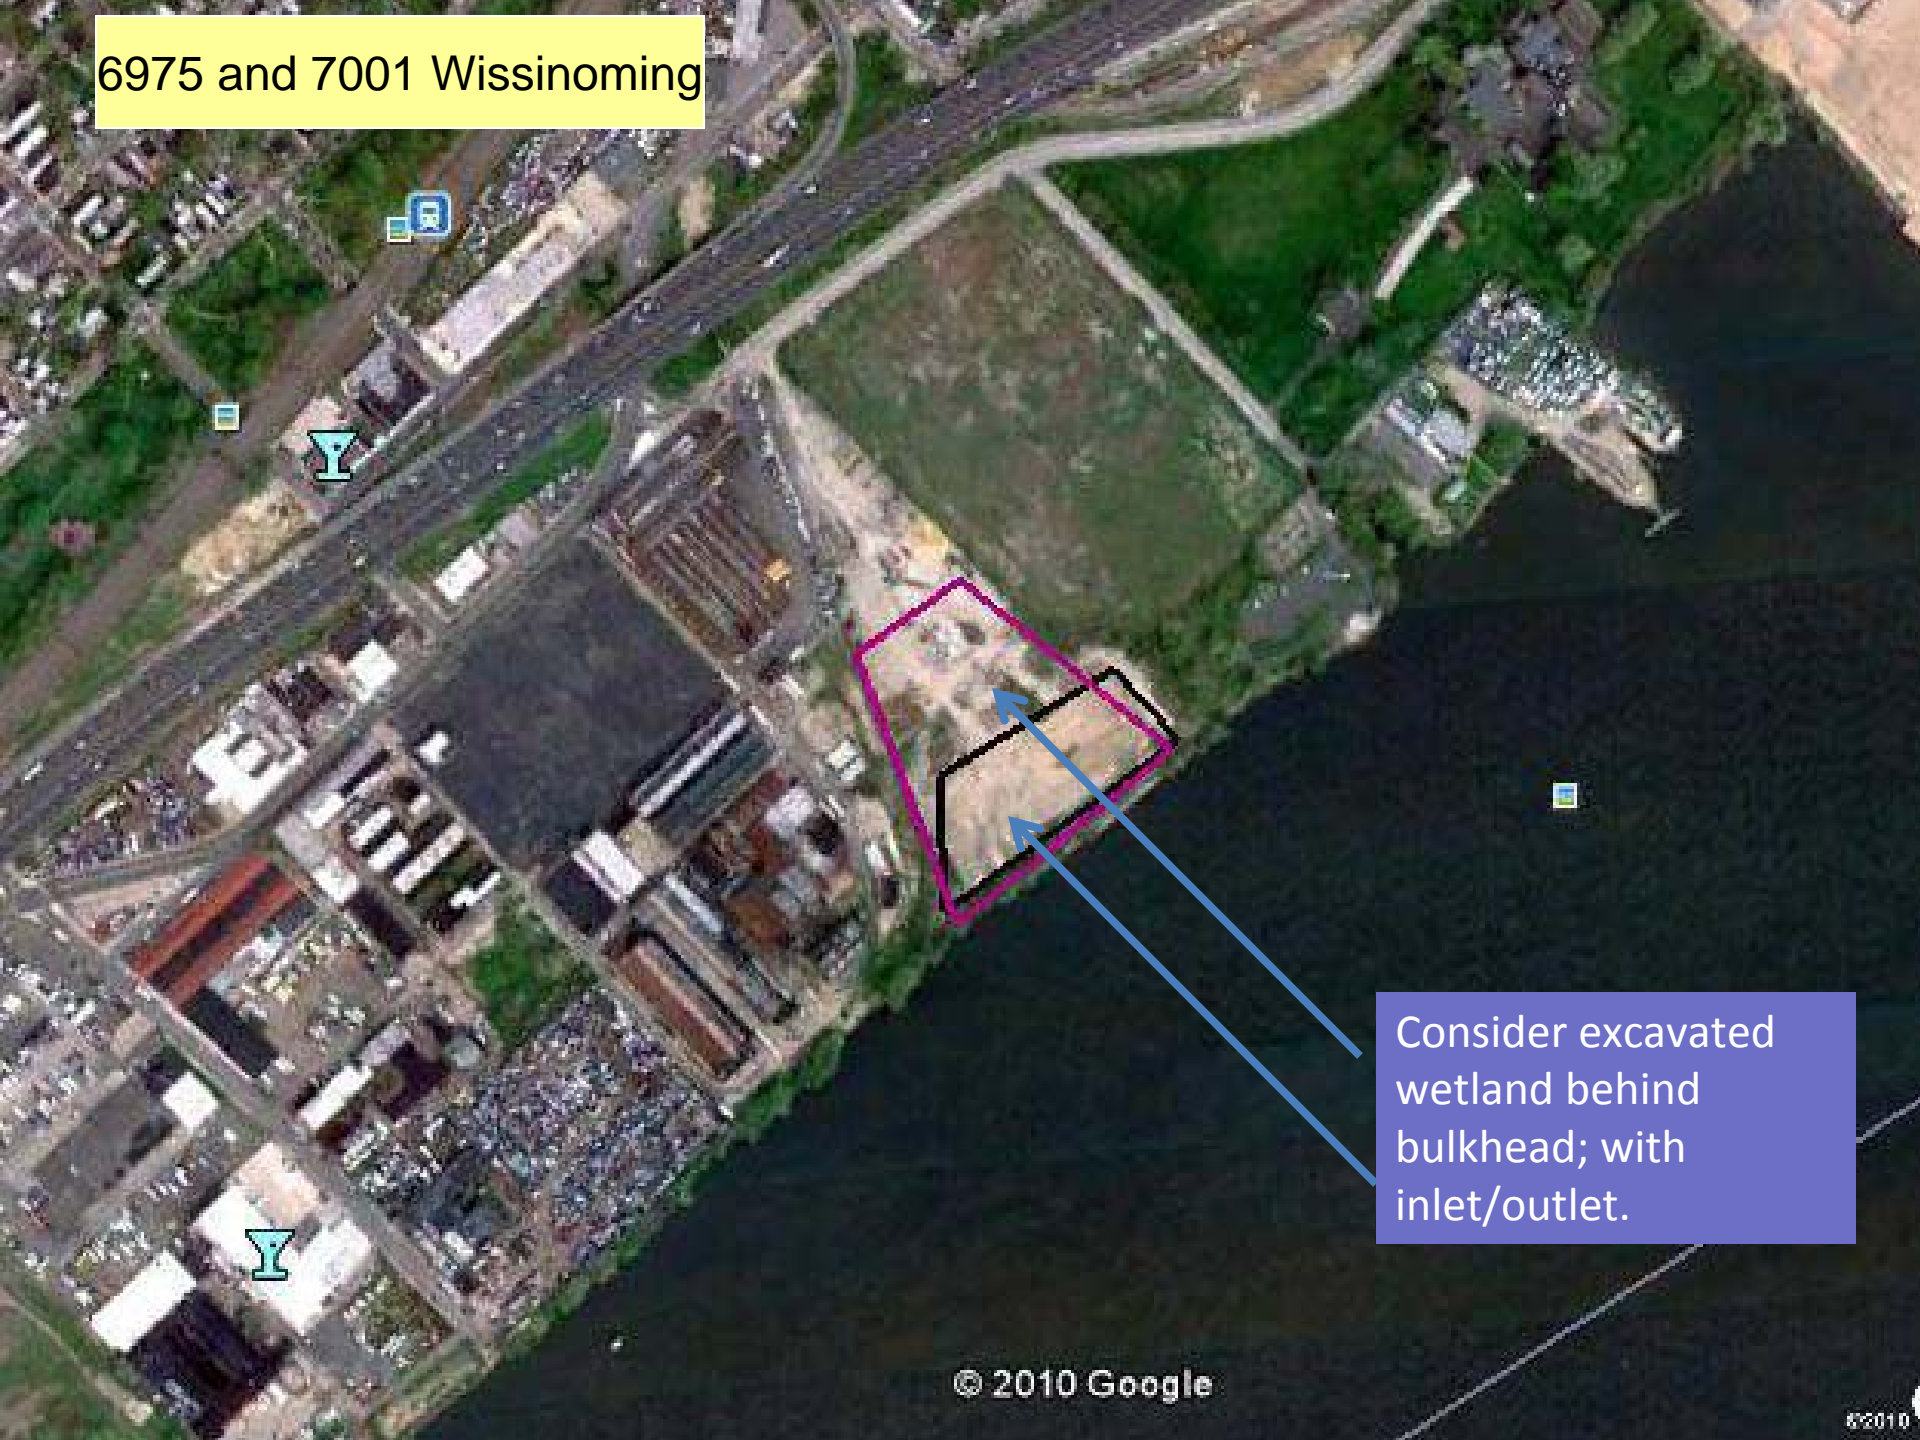 6975 and 7001 Wissinoming
Consider excavated
wetland behind
bulkhead; with
inlet/outlet.
© 2010 Google